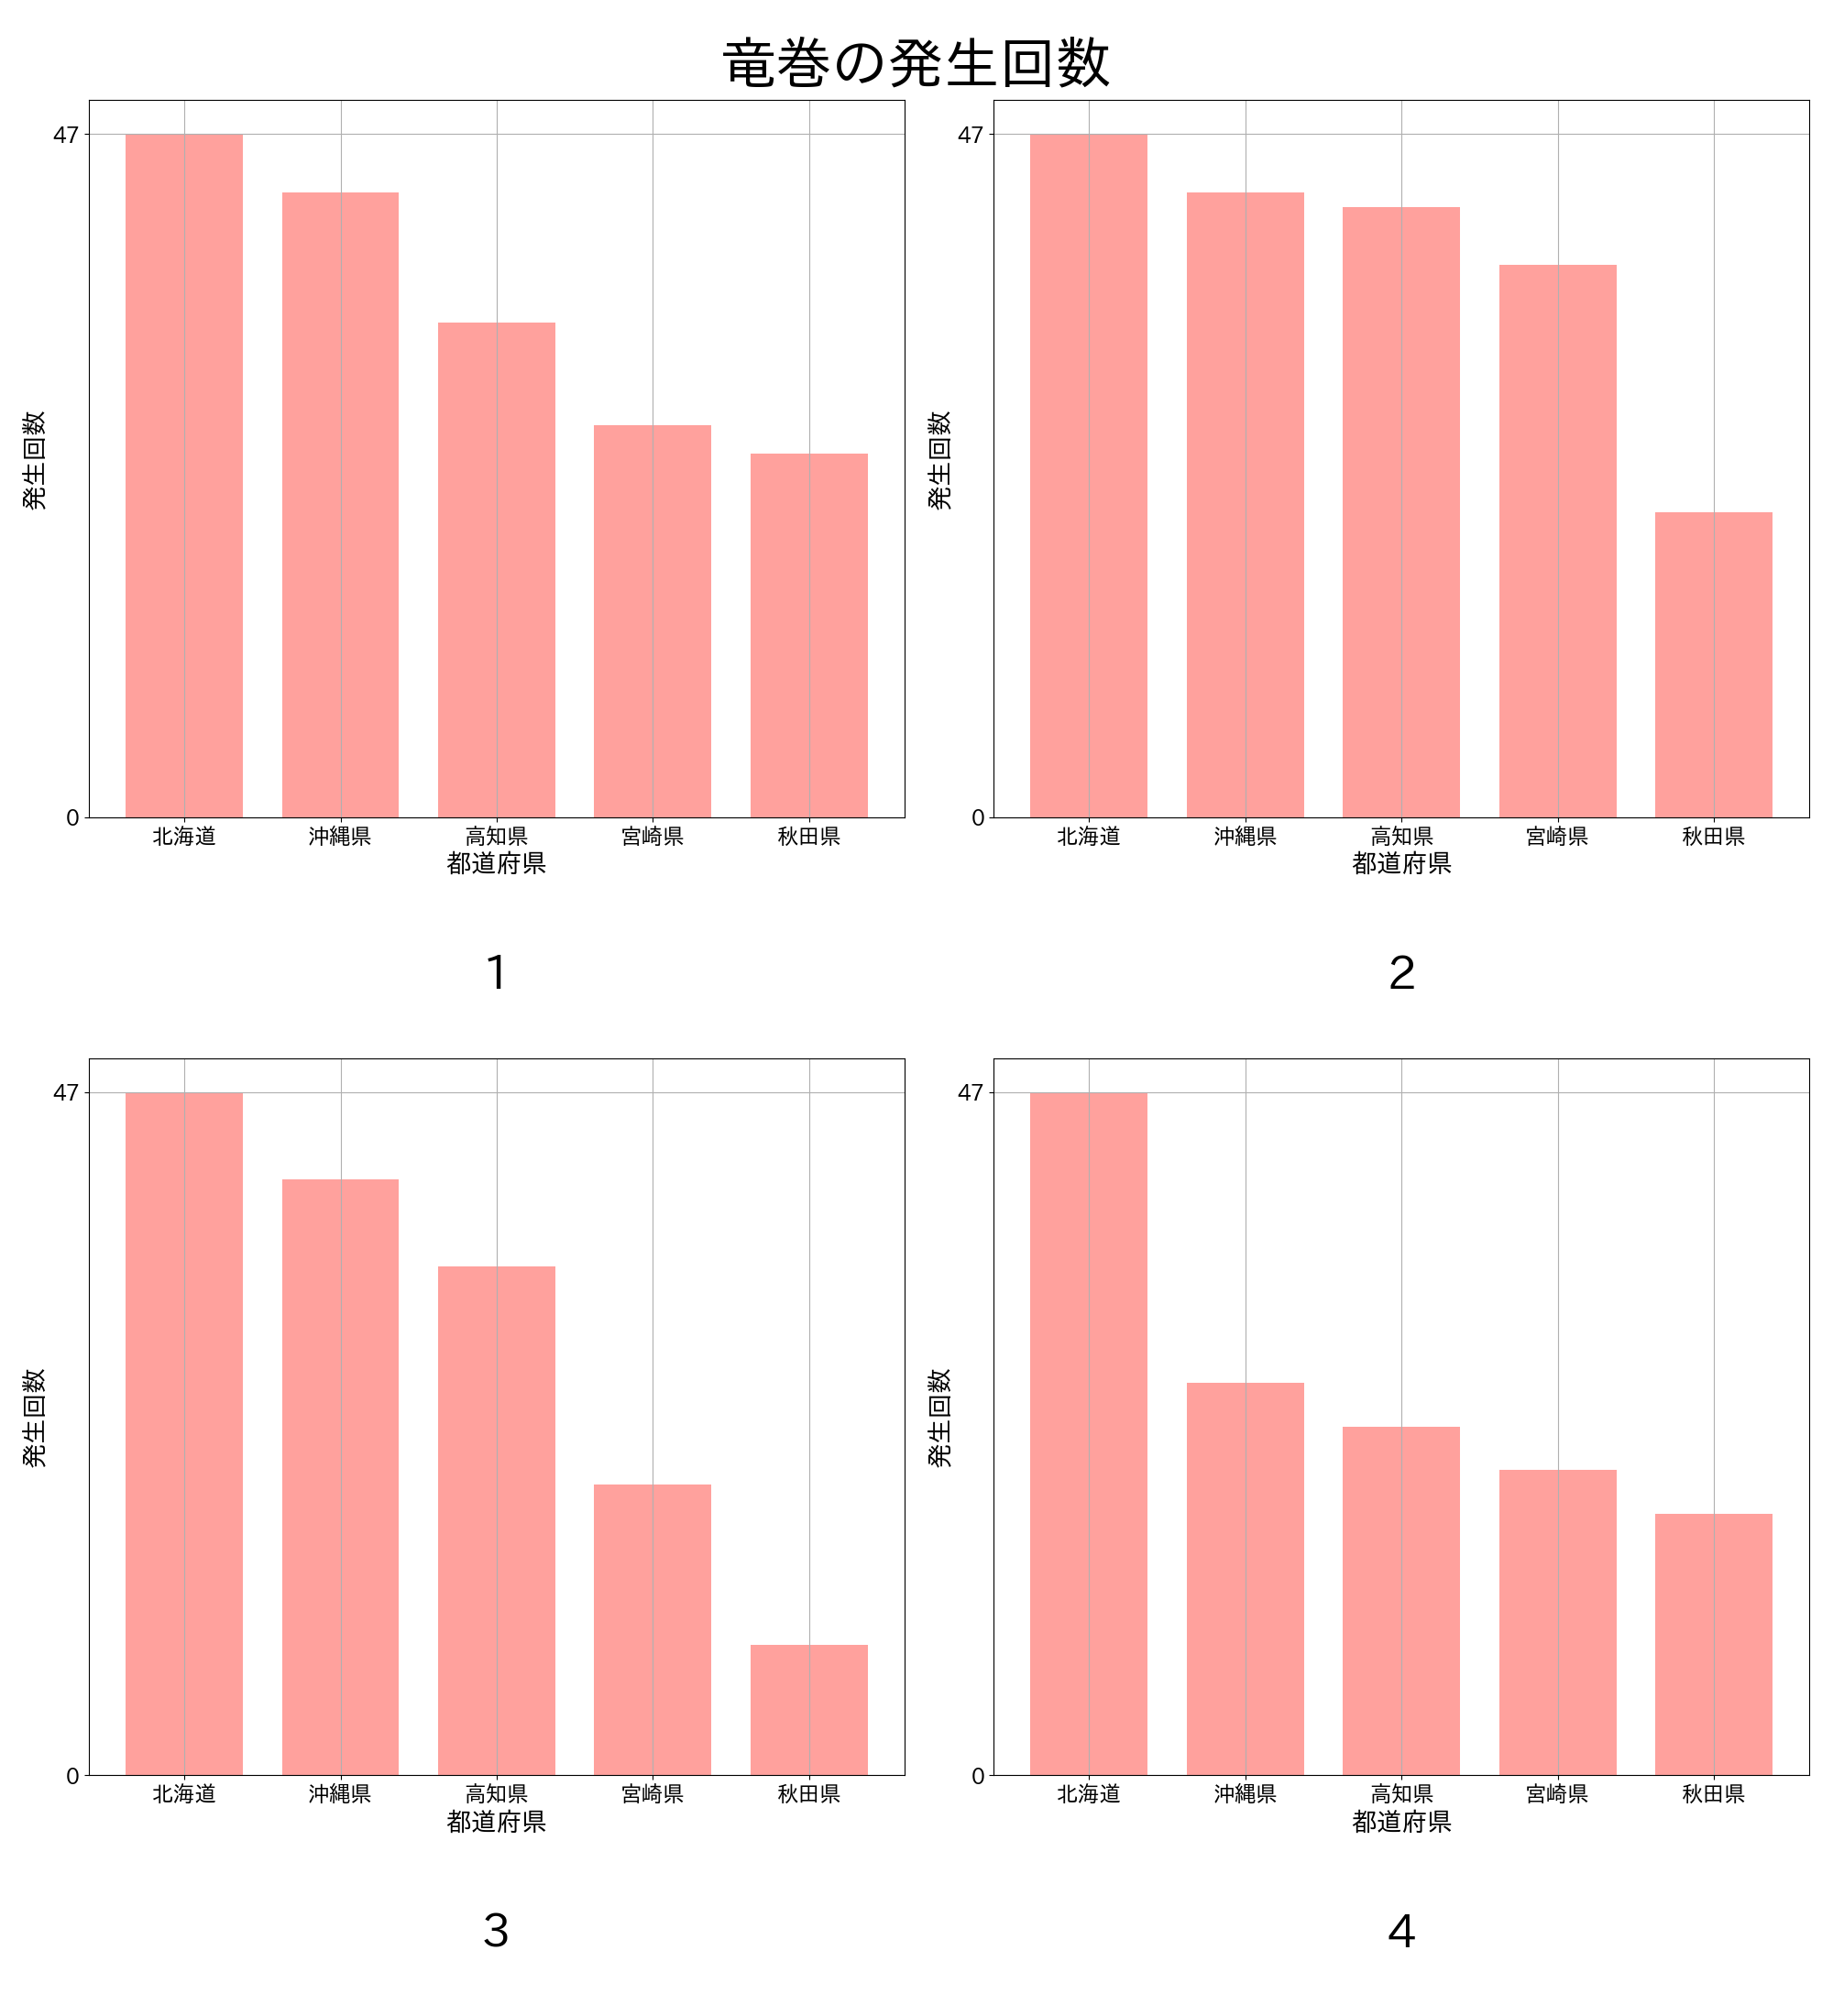 竜巻の発生回数
47
0
発生回数
北海道 沖縄県 高知県 宮崎県 秋田県
都道府県
1
47
0
発生回数
北海道 沖縄県 高知県 宮崎県 秋田県
都道府県
2
47
0
発生回数
北海道 沖縄県 高知県 宮崎県 秋田県
都道府県
3
47
0
発生回数
北海道 沖縄県 高知県 宮崎県 秋田県
都道府県
4